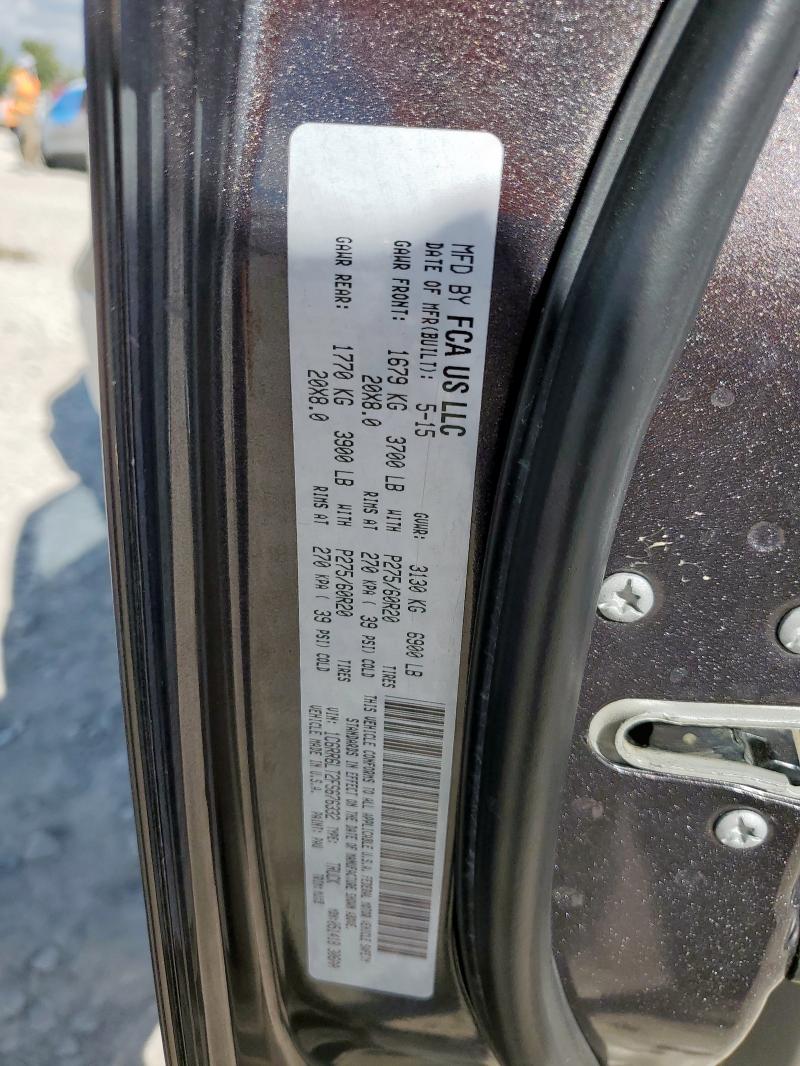 MFD BY FCA US LLC
DATE OF MFR(BUILT): 5-15 GVWR: 3130 KG 6900 LB
GAWR FRONT: 1679 KG 3700 LB WITH P275/60R20 TIRES
20X8.0 RIMS AT 270 KPA ( 39 PSI) COLD
GAWR REAR: 1770 KG 3900 LB WITH P275/60R20 TIRES
20X8.0 RIMS AT 270 KPA ( 39 PSI) COLD
THIS VEHICLE CONFORMS TO ALL APPLICABLE U.S.A. FEDERAL MOTOR VEHICLE SAFETY
STANDARDS IN EFFECT ON THE DATE OF MANUFACTURE SHOWN ABOVE.
VIN: 1C6RR6LT2FS676332 TYPE: TRUCK
VEHICLE MADE IN U.S.A. PAINT: PAU